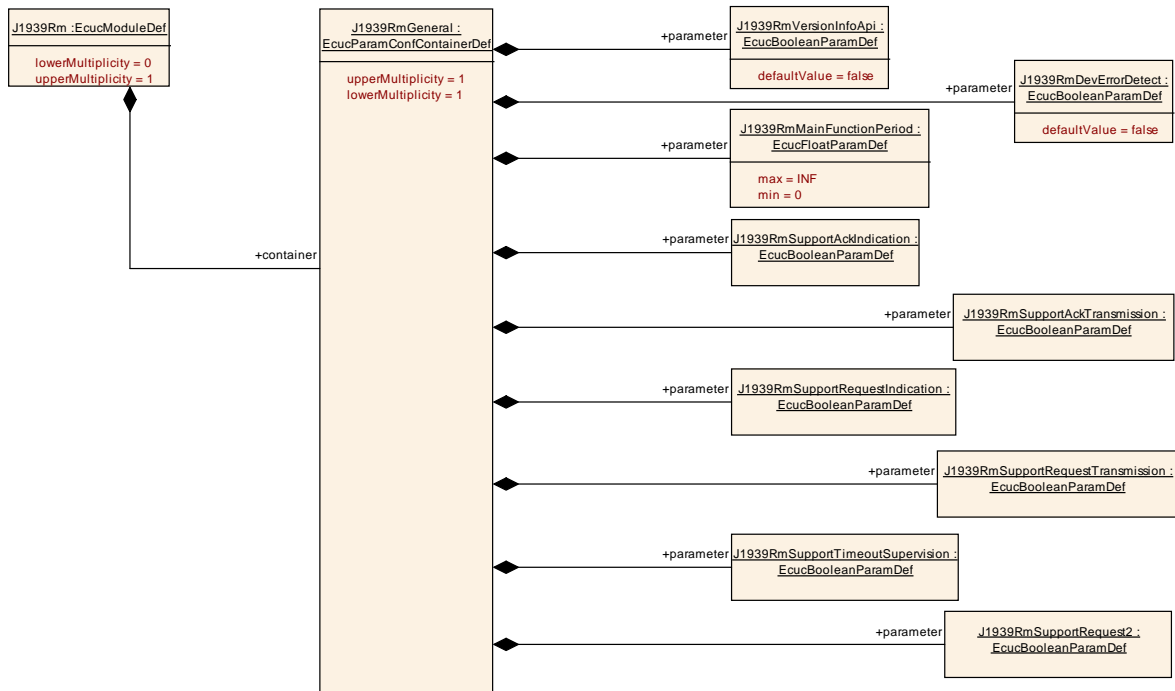 J1939Rm :EcucModuleDef
lowerMultiplicity = 0
upperMultiplicity = 1
+container
J1939RmGeneral :
EcucParamConfContainerDef
upperMultiplicity = 1
lowerMultiplicity = 1
+parameter
J1939RmVersionInfoApi :
EcucBooleanParamDef
defaultValue = false
+parameter
J1939RmDevErrorDetect :
EcucBooleanParamDef
defaultValue = false
+parameter
J1939RmMainFunctionPeriod :
EcucFloatParamDef
max = INF
min = 0
+parameter
J1939RmSupportAckIndication :
EcucBooleanParamDef
+parameter
J1939RmSupportAckTransmission :
EcucBooleanParamDef
+parameter
J1939RmSupportRequestIndication :
EcucBooleanParamDef
+parameter
J1939RmSupportRequestTransmission :
EcucBooleanParamDef
+parameter
J1939RmSupportTimeoutSupervision :
EcucBooleanParamDef
+parameter
J1939RmSupportRequest2 :
EcucBooleanParamDef